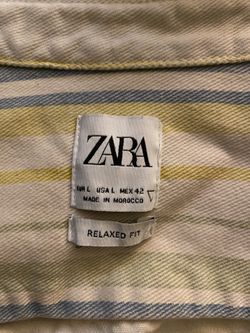 ZARA
EUR L USA L MEX 42
MADE IN MOROCCO
RELAXED FIT